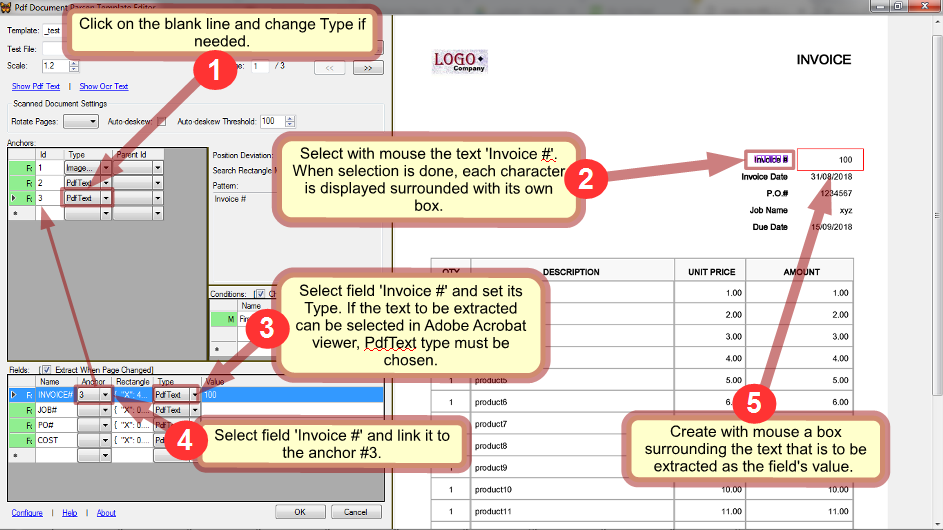 Pdf Document Parser Template Editor
Template: _test
Click on the blank line and change Type if
needed.
Test File:
Scale: 1.2
1 / 3
<< >>
1
Show Pdf Text | Show Ocr Text
Scanned Document Settings
Rotate Pages: Auto-deskew: Auto-deskew Threshold: 100
Anchors:
Id Type Parent Id
F: 1 Image...
F: 2 PdfText
F: 3 PdfText
*
Position Deviation:
Search Rectangle M
Pattern:
Invoice #
Select with mouse the text 'Invoice #'.
When selection is done, each character
is displayed surrounded with its own
box.
2
Conditions:
Name
M
*
Select field 'Invoice #' and set its
Type. If the text to be extracted
can be selected in Adobe Acrobat
viewer, PdfText type must be
chosen.
3
Fields: Extract When Page Changed
Name Anchor Rectangle Type Value
F: INVOICE# 3 { "X": 4... PdfText 100
F: JOB# { "X": 0.... PdfText
F: PO# { "X": 0....
F: COST { "X": 0....
*
4
Select field 'Invoice #' and link it to
the anchor #3.
Configure | Help | About
OK Cancel
LOGO
Company
INVOICE
Invoice # 100
Invoice Date 31/08/2018
P.O.# 1234567
Job Name xyz
Due Date 15/09/2018
QTY DESCRIPTION UNIT PRICE AMOUNT
1.00 1.00
2.00 2.00
3.00 3.00
4.00 4.00
1 product5 5.00 5.00
1 product6 6.00
1 product7
product8
product9
1 product10 10.00 10.00
1 product11 11.00 11.00
5
Create with mouse a box
surrounding the text that is to be
extracted as the field's value.